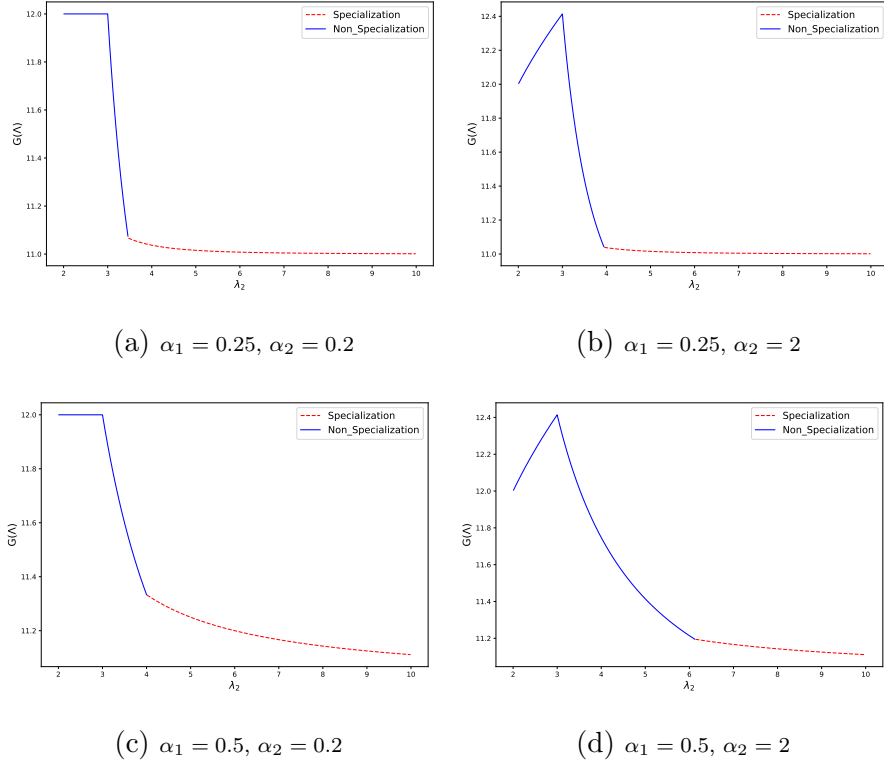 Specialization
Non_Specialization
12.0
11.8
11.6
11.4
11.2
11.0
G(Λ)
2 3 4 5 6 7 8 9 10
λ2
(a) α1 = 0.25, α2 = 0.2
Specialization
Non_Specialization
12.4
12.2
12.0
11.8
11.6
11.4
11.2
11.0
G(Λ)
2 3 4 5 6 7 8 9 10
λ2
(b) α1 = 0.25, α2 = 2
Specialization
Non_Specialization
12.0
11.8
11.6
11.4
11.2
G(Λ)
2 3 4 5 6 7 8 9 10
λ2
(c) α1 = 0.5, α2 = 0.2
Specialization
Non_Specialization
12.4
12.2
12.0
11.8
11.6
11.4
11.2
G(Λ)
2 3 4 5 6 7 8 9 10
λ2
(d) α1 = 0.5, α2 = 2